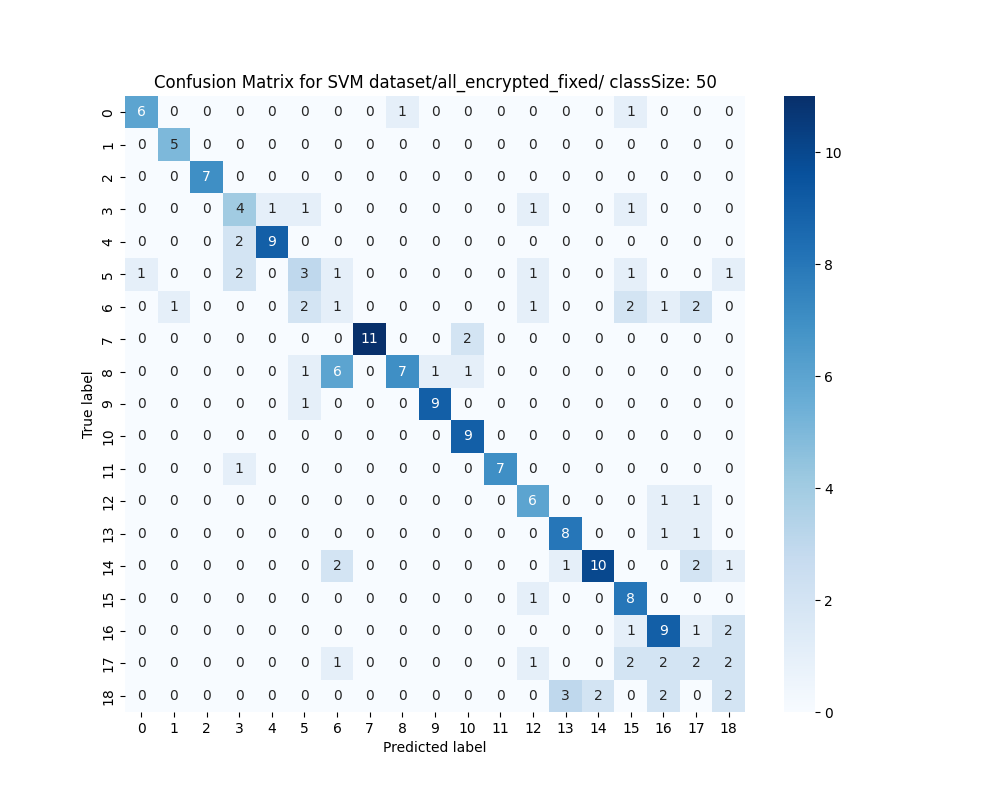 Confusion Matrix for SVM dataset/all_encrypted_fixed/ classSize: 50
0 6 0 0 0 0 0 0 0 1 0 0 0 0 0 0 1 0 0 0
1 0 5 0 0 0 0 0 0 0 0 0 0 0 0 0 0 0 0 0
2 0 0 7 0 0 0 0 0 0 0 0 0 0 0 0 0 0 0 0
3 0 0 0 4 1 1 0 0 0 0 0 0 1 0 0 1 0 0 0
4 0 0 0 2 9 0 0 0 0 0 0 0 0 0 0 0 0 0 0
5 1 0 0 2 0 3 1 0 0 0 0 0 1 0 0 1 0 0 1
6 0 1 0 0 0 2 1 0 0 0 0 0 1 0 0 2 1 2 0
7 0 0 0 0 0 0 0 11 0 0 2 0 0 0 0 0 0 0 0
8 0 0 0 0 0 1 6 0 7 1 1 0 0 0 0 0 0 0 0
9 0 0 0 0 0 1 0 0 0 9 0 0 0 0 0 0 0 0 0
10 0 0 0 0 0 0 0 0 0 0 9 0 0 0 0 0 0 0 0
11 0 0 0 1 0 0 0 0 0 0 0 7 0 0 0 0 0 0 0
12 0 0 0 0 0 0 0 0 0 0 0 0 6 0 0 0 1 1 0
13 0 0 0 0 0 0 0 0 0 0 0 0 0 8 0 0 1 1 0
14 0 0 0 0 0 0 2 0 0 0 0 0 0 1 10 0 0 2 1
15 0 0 0 0 0 0 0 0 0 0 0 0 1 0 0 8 0 0 0
16 0 0 0 0 0 0 0 0 0 0 0 0 0 0 0 1 9 1 2
17 0 0 0 0 0 0 1 0 0 0 0 0 1 0 0 2 2 2 2
18 0 0 0 0 0 0 0 0 0 0 0 0 0 3 2 0 2 0 2
0 1 2 3 4 5 6 7 8 9 10 11 12 13 14 15 16 17 18
Predicted label
True label
10
8
6
4
2
0